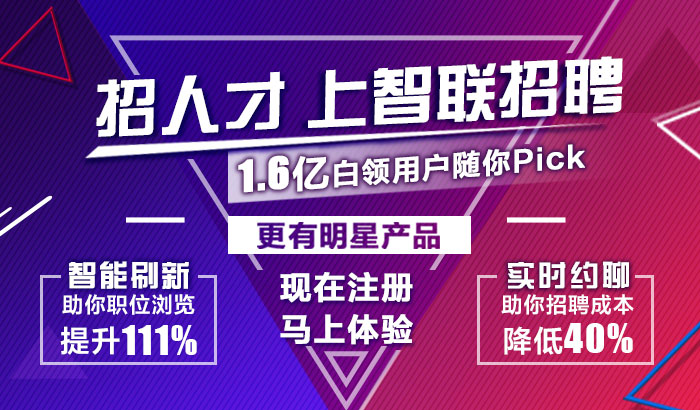 招人才 上智联招聘
1.6亿白领用户随你Pick
更有明星产品
智能刷新
助你职位浏览
提升111%
现在注册
马上体验
实时约聊
助你招聘成本
降低40%